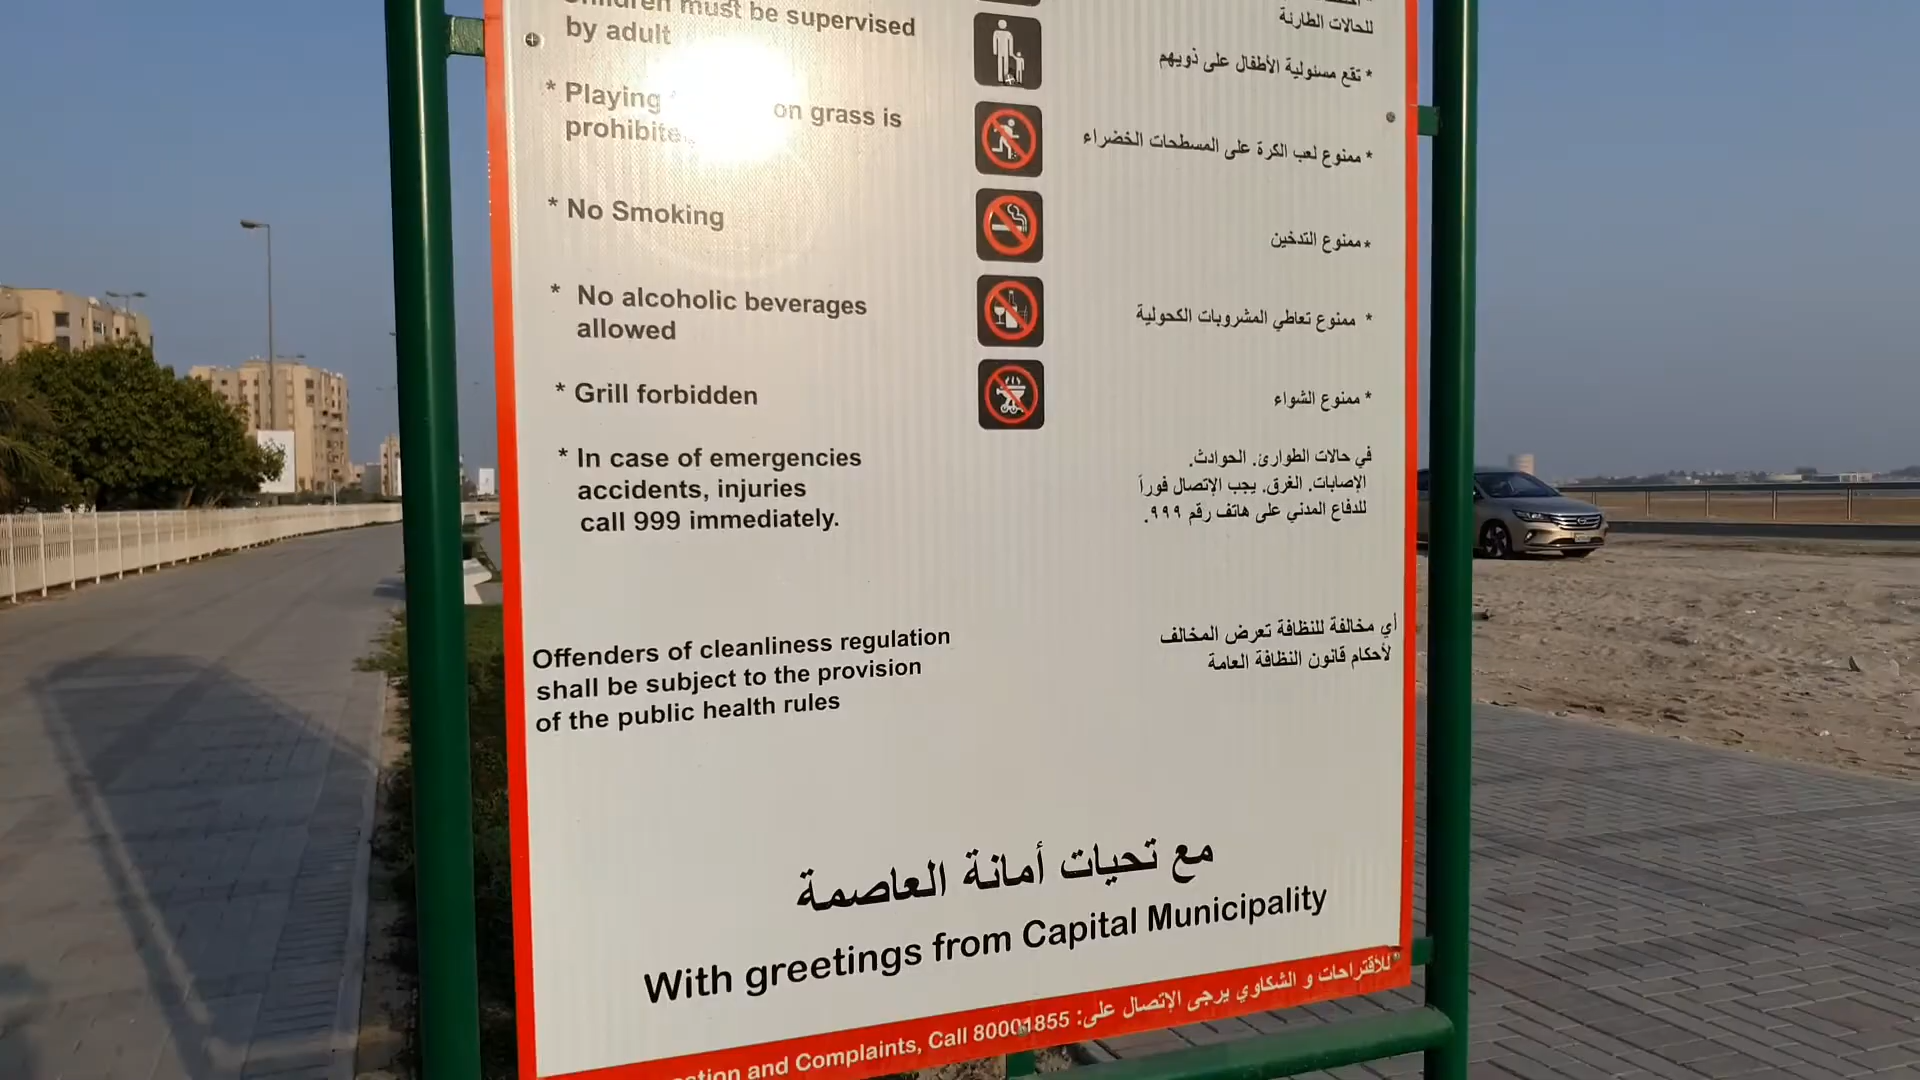 Children must be supervised
by adult
* Playing on grass is
* No Smoking
* No alcoholic beverages
allowed
* Grill forbidden
* In case of emergencies
accidents, injuries
call 999 immediately.
Offenders of cleanliness regulation
shall be subject to the provision
of the public health rules
للحالات الطارئة
* تقع مسئولية الأطفال على ذويهم
* ممنوع لعب الكرة على المسطحات الخضراء
* ممنوع التدخين
* ممنوع تعاطي المشروبات الكحولية
* ممنوع الشواء
في حالات الطوارئ. الحوادث.
الإصابات. الغرق. يجب الإتصال فوراً
للدفاع المدني على هاتف رقم ٩٩٩.
أي مخالفة للنظافة تعرض المخالف
لأحكام قانون النظافة العامة
مع تحيات أمانة العاصمة
With greetings from Capital Municipality
and Complaints, Call 80001855 للأقتراحات و الشكاوي يرجى الإتصال على: